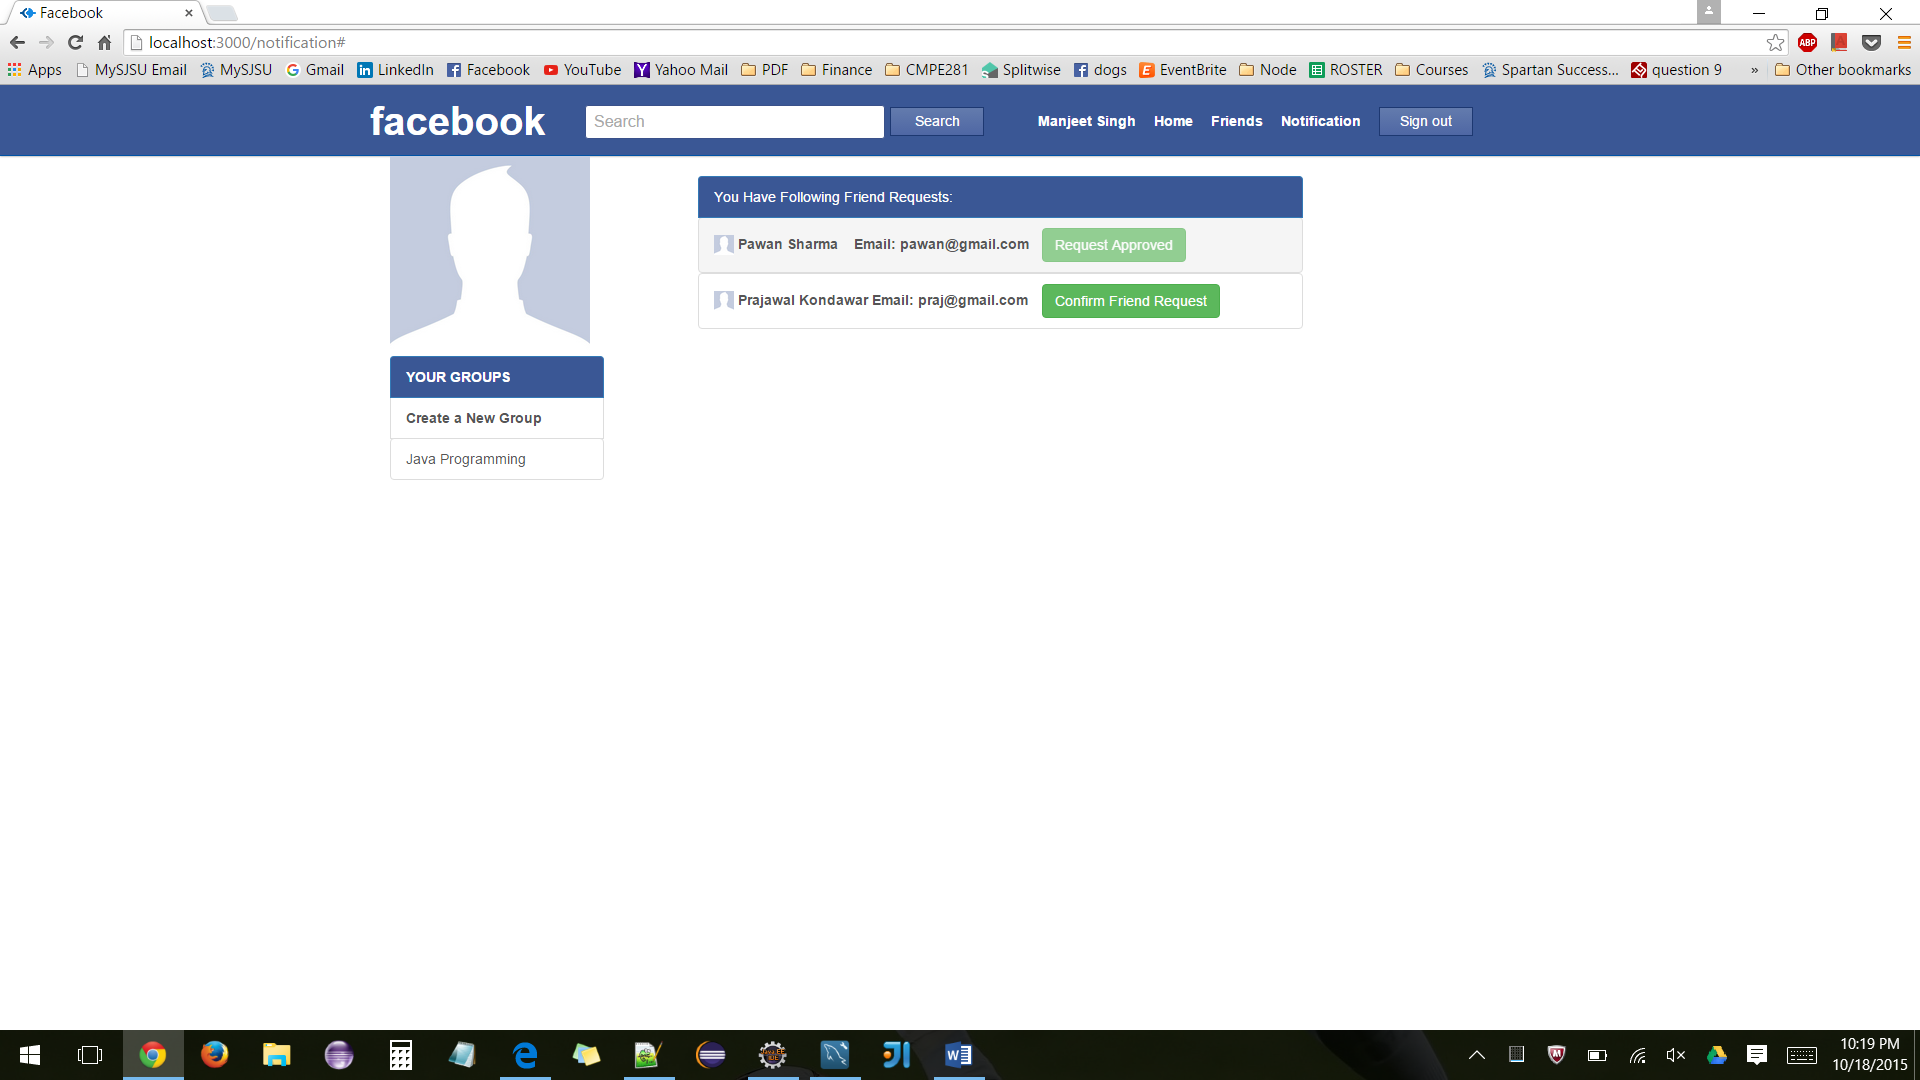 Facebook
localhost:3000/notification#
Apps MySJSU Email MySJSU Gmail LinkedIn Facebook YouTube Yahoo Mail PDF Finance CMPE281 Splitwise dogs EventBrite Node ROSTER Courses Spartan Success... question 9 » Other bookmarks
facebook Search Search Manjeet Singh Home Friends Notification Sign out
You Have Following Friend Requests:
Pawan Sharma Email: pawan@gmail.com Request Approved
Prajawal Kondawar Email: praj@gmail.com Confirm Friend Request
YOUR GROUPS
Create a New Group
Java Programming
10:19 PM
10/18/2015